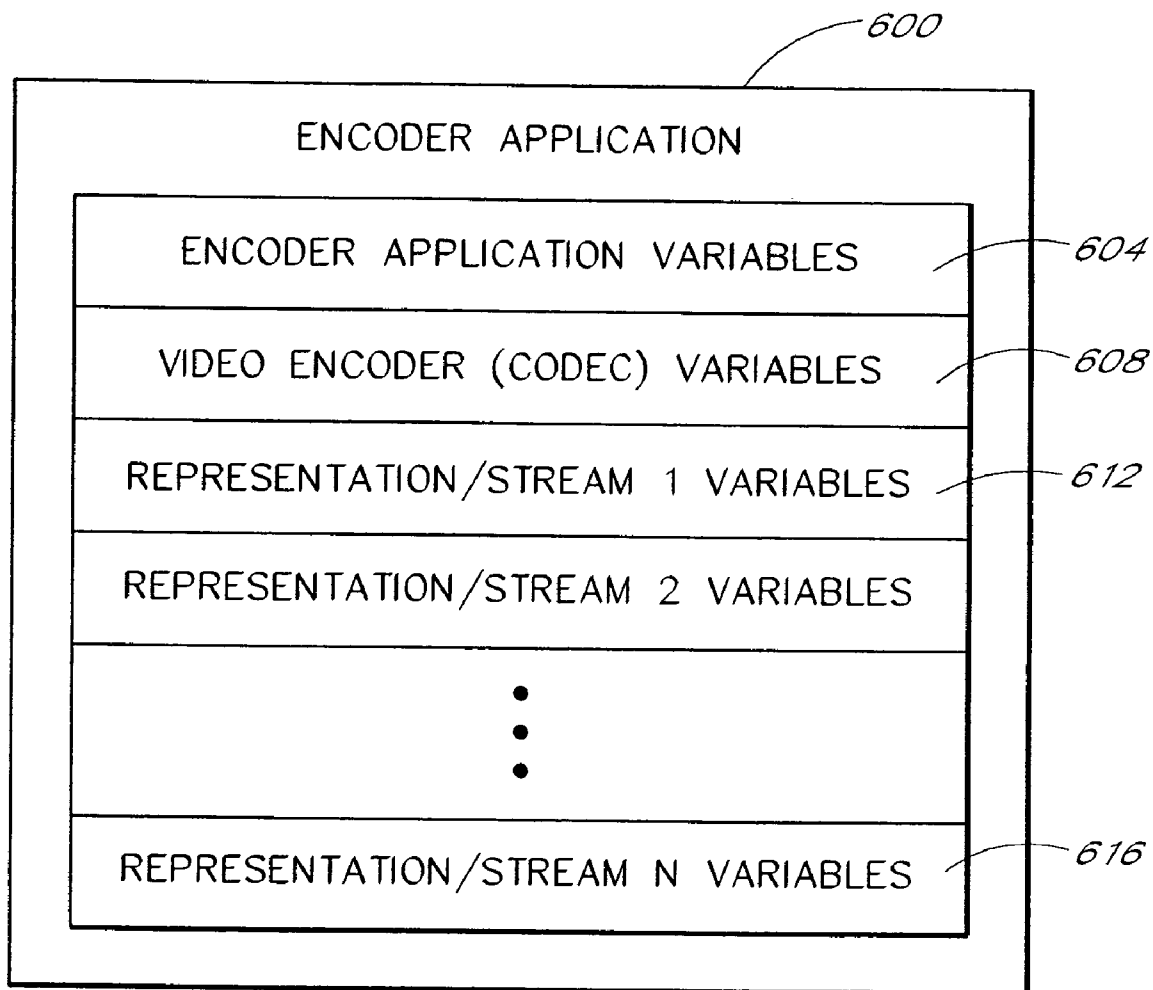 600
ENCODER APPLICATION
ENCODER APPLICATION VARIABLES
604
VIDEO ENCODER (CODEC) VARIABLES
608
REPRESENTATION/STREAM 1 VARIABLES
612
REPRESENTATION/STREAM 2 VARIABLES
REPRESENTATION/STREAM N VARIABLES
616